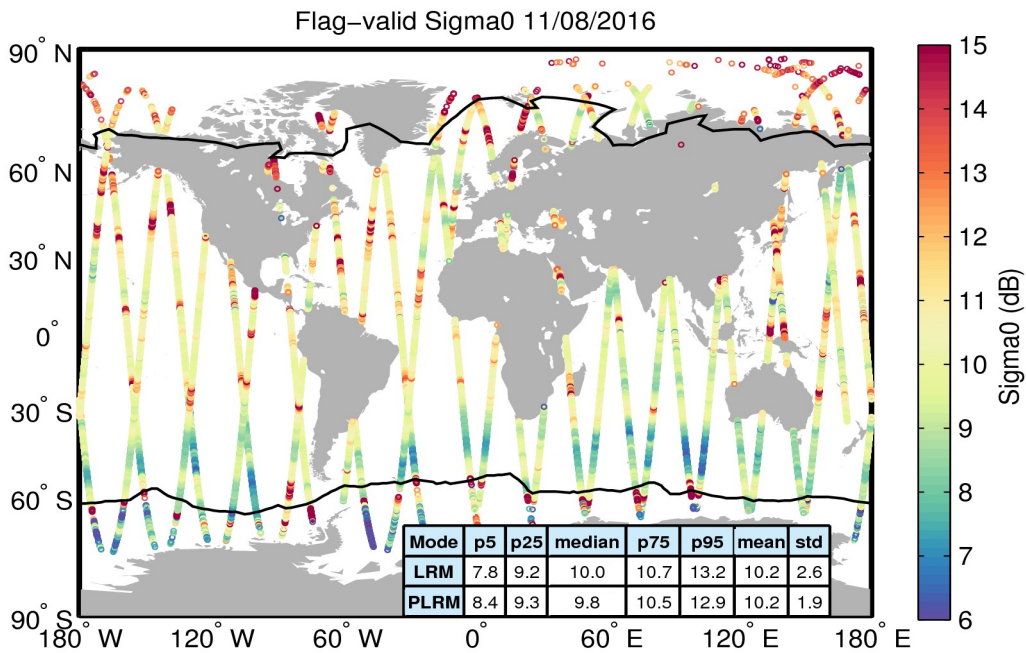 Flag−valid Sigma0 11/08/2016
90° N
60° N
30° N
0°
30° S
60° S
90° S
180° W
120° W
60° W
0°
60° E
120° E
180° E
15
14
13
12
11
10
9
8
7
6
Sigma0 (dB)
Mode p5 p25 median p75 p95 mean std
LRM 7.8 9.2 10.0 10.7 13.2 10.2 2.6
PLRM 8.4 9.3 9.8 10.5 12.9 10.2 1.9